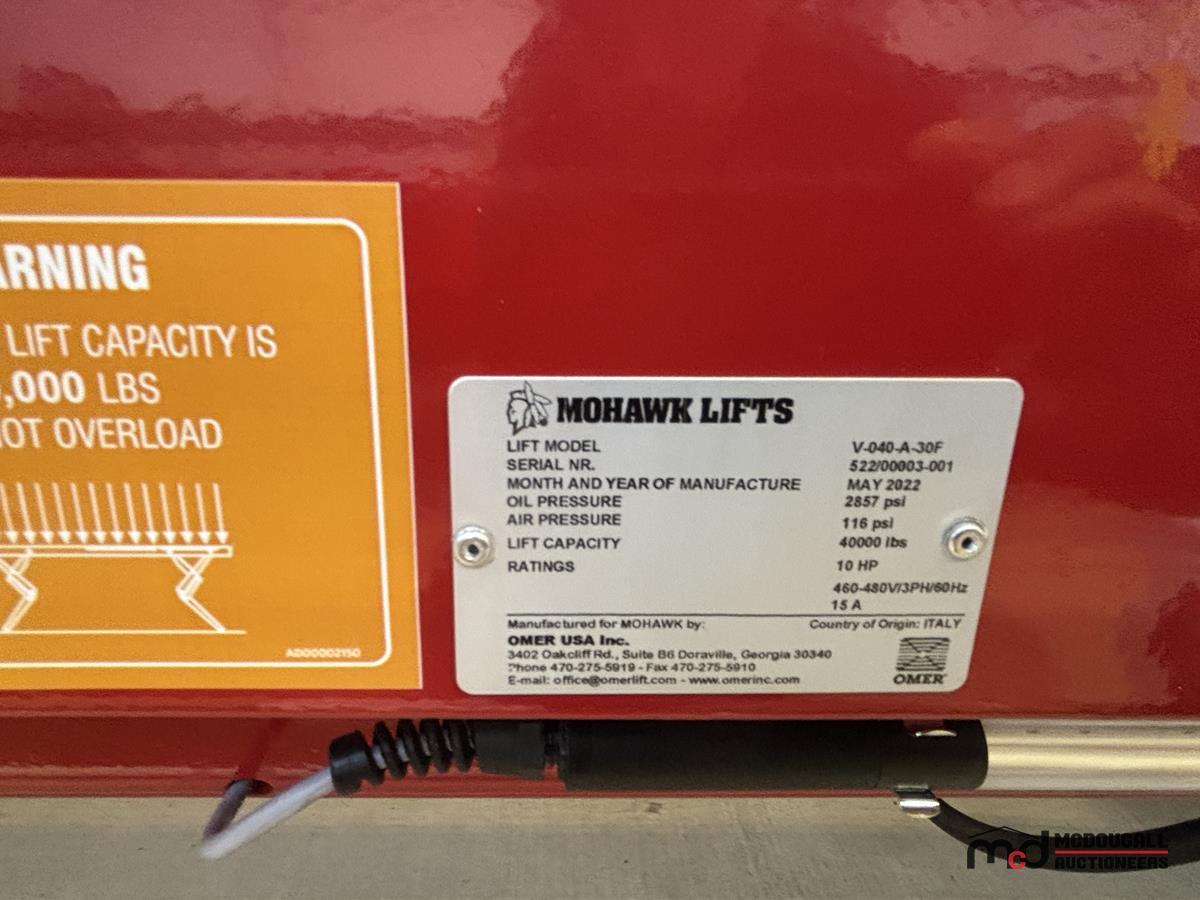 ARNING
LIFT CAPACITY IS
,000 LBS
OT OVERLOAD
AD00002150
MOHAWK LIFTS
LIFT MODEL V-040-A-30F
SERIAL NR. 522/00003-001
MONTH AND YEAR OF MANUFACTURE MAY 2022
OIL PRESSURE 2857 psi
AIR PRESSURE 116 psi
LIFT CAPACITY 40000 lbs
RATINGS 10 HP
460-480V/3PH/60Hz
15 A
Manufactured for MOHAWK by: Country of Origin: ITALY
OMER USA Inc.
3402 Oakcliff Rd., Suite B6 Doraville, Georgia 30340
Phone 470-275-5919 - Fax 470-275-5910
E-mail: office@omerlift.com - www.omerinc.com
OMER
mcd MCDOUGALL
AUCTIONEERS